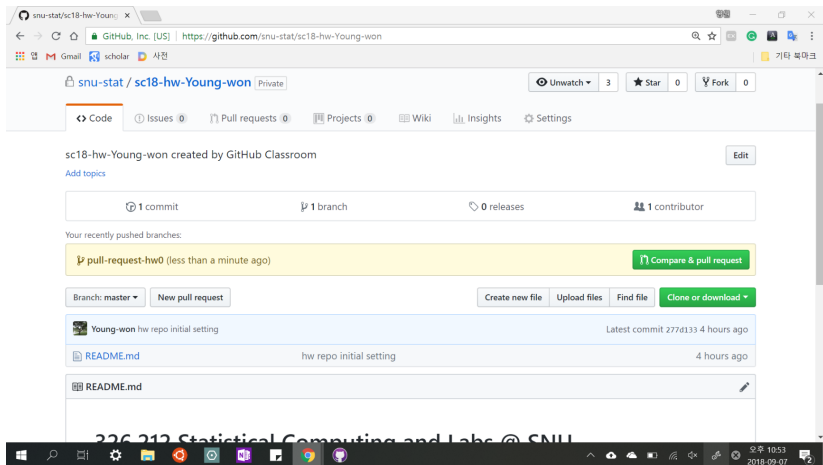 snu-stat/sc18-hw-Young
GitHub, Inc. [US] | https://github.com/snu-stat/sc18-hw-Young-won
앱 Gmail scholar 사전 기타 북마크
snu-stat / sc18-hw-Young-won Private Unwatch 3 Star 0 Fork 0
Code Issues 0 Pull requests 0 Projects 0 Wiki Insights Settings
sc18-hw-Young-won created by GitHub Classroom Edit
Add topics
1 commit 1 branch 0 releases 1 contributor
Your recently pushed branches:
pull-request-hw0 (less than a minute ago) Compare & pull request
Branch: master New pull request Create new file Upload files Find file Clone or download
Young-won hw repo initial setting Latest commit 277d133 4 hours ago
README.md hw repo initial setting 4 hours ago
README.md
326.212 Statistical Computing and Labs @ SNU
오후 10:53
2018-09-07